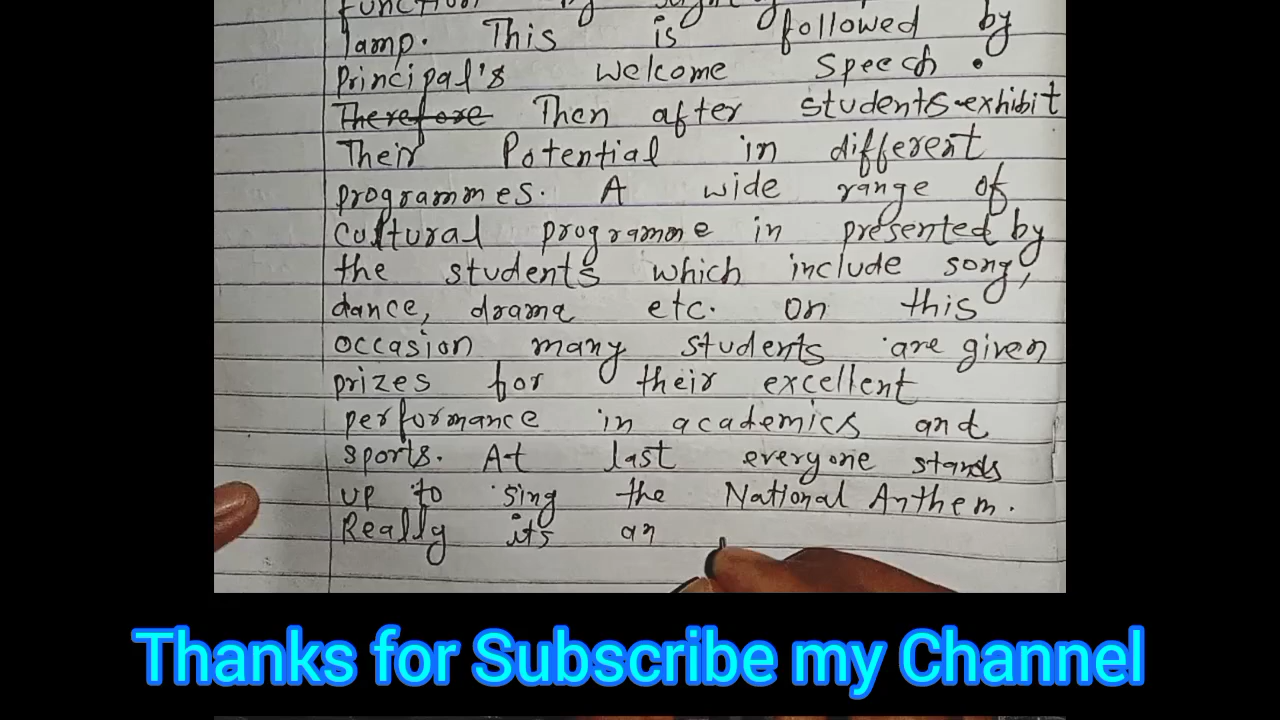 function by
lamp. This is followed by
principal's welcome speech.
Therefore Then after students exhibit
Their Potential in different
programmes. A wide range of
cultural programme in presented by
the students which include song,
dance, drama etc. on this
occasion many students are given
prizes for their excellent
performance in academics and
sports. At last everyone stands
up to sing the National Anthem.
Really its an
Thanks for Subscribe my Channel